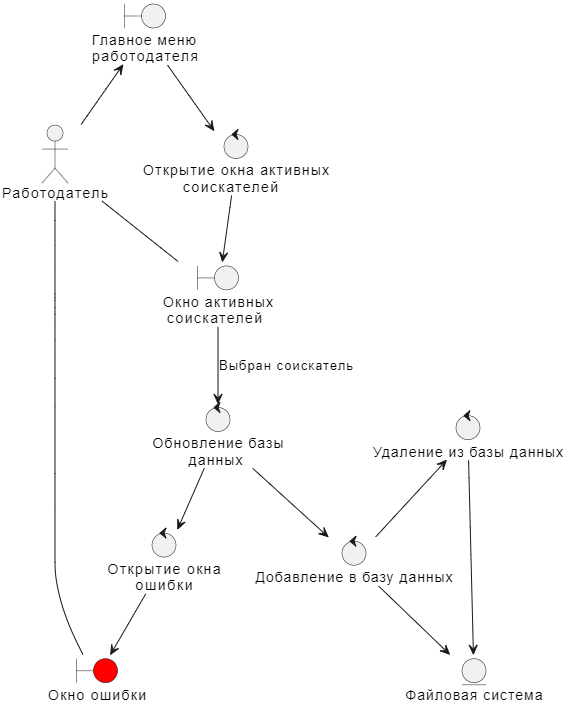 Главное меню
работодателя
Открытие окна активных
соискателей
Работодатель
Окно активных
соискателей
Выбран соискатель
Обновление базы
данных
Удаление из базы данных
Открытие окна
ошибки
Добавление в базу данных
Окно ошибки
Файловая система